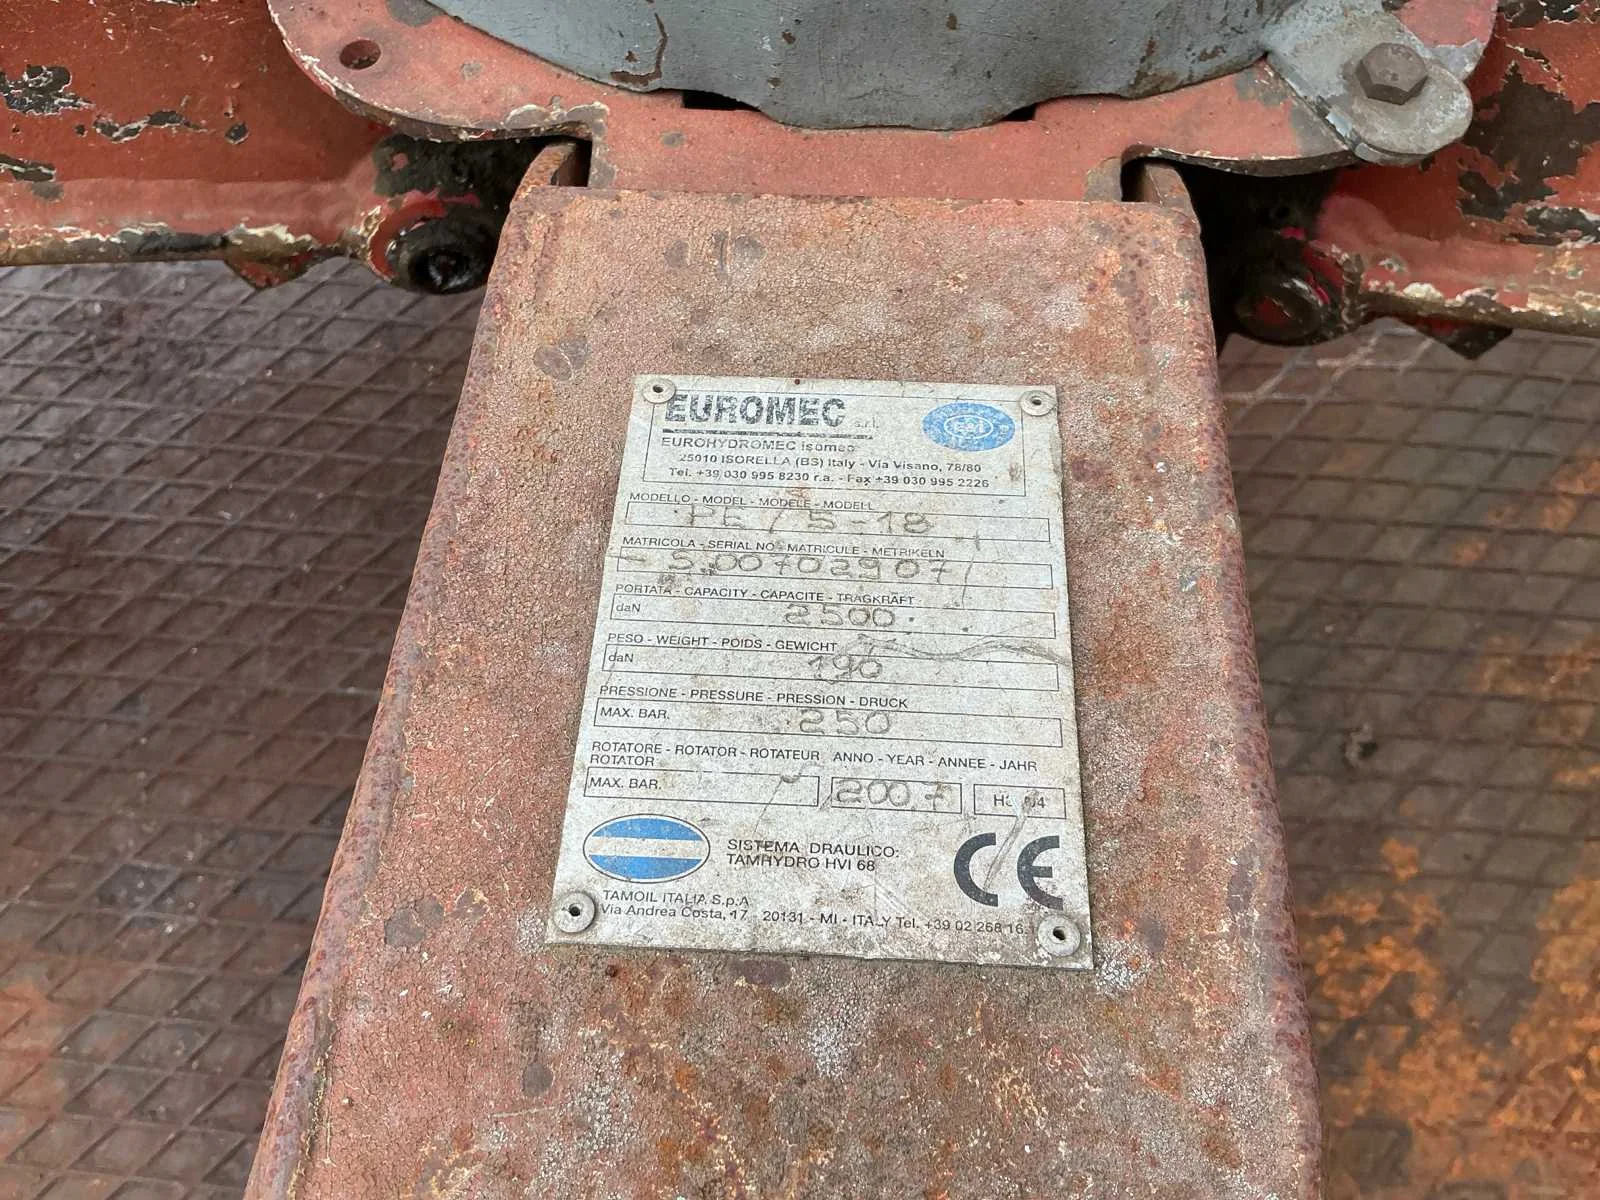 EUROMEC s.r.l.
EUROHYDROMEC isomec
25010 ISORELLA (BS) Italy - Via Visano, 78/80
Tel. +39 030 995 8230 r.a. - Fax +39 030 995 2226
MODELLO - MODEL - MODELE - MODELL
PE / 5-18
MATRICOLA - SERIAL NO - MATRICULE - METRIKELN
S.00702907
PORTATA - CAPACITY - CAPACITE - TRAGKRÄFT
daN 2500
PESO - WEIGHT - POIDS - GEWICHT
daN 190
PRESSIONE - PRESSURE - PRESSION - DRUCK
MAX. BAR. 250
ROTATORE - ROTATOR - ROTATEUR ANNO - YEAR - ANNEE - JAHR
ROTATOR
MAX. BAR. 2007
SISTEMA DRAULICO:
TAMHYDRO HVI 68
CE
TAMOIL ITALIA S.p.A
Via Andrea Costa, 17 - 20131 - MI - ITALY Tel. +39 02 268 16.1